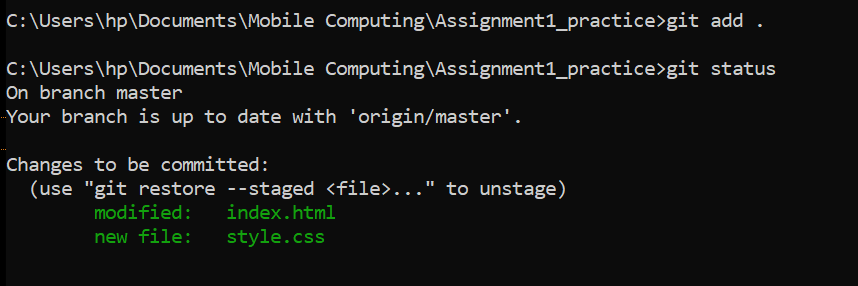 C:\Users\hp\Documents\Mobile Computing\Assignment1_practice>git add .
C:\Users\hp\Documents\Mobile Computing\Assignment1_practice>git status
On branch master
Your branch is up to date with 'origin/master'.
Changes to be committed:
  (use "git restore --staged <file>..." to unstage)
        modified:   index.html
        new file:   style.css